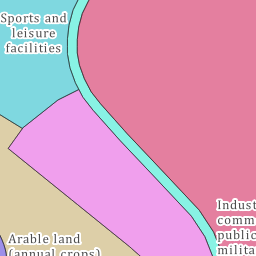 Sports and
leisure
facilities
Indust
comm
public
milita
Arable land
(annual crops)